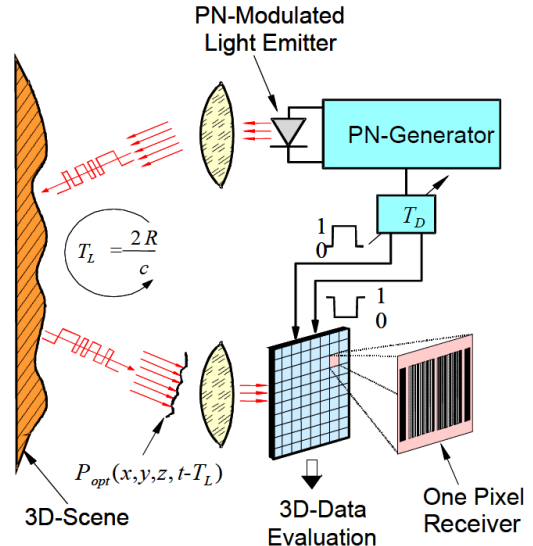 PN-Modulated
Light Emitter
PN-Generator
T_D
1
0
1
0
T_L = 2R/c
P_opt(x,y,z,t-T_L)
3D-Scene
3D-Data
Evaluation
One Pixel
Receiver